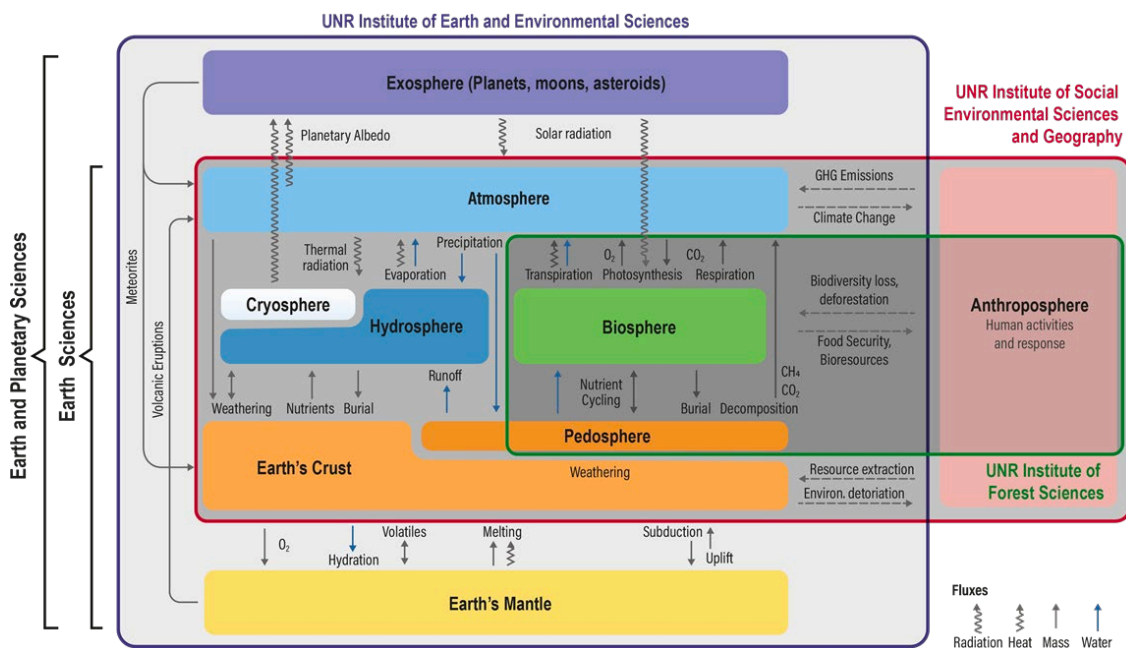 UNR Institute of Earth and Environmental Sciences
Exosphere (Planets, moons, asteroids)
UNR Institute of Social
Environmental Sciences
and Geography
Planetary Albedo
Solar radiation
Atmosphere
GHG Emissions
Climate Change
Thermal
radiation
Evaporation
Precipitation
Transpiration
O₂
Photosynthesis
CO₂
Respiration
Cryosphere
Hydrosphere
Biosphere
Biodiversity loss,
deforestation
Food Security,
Bioresources
Anthroposphere
Human activities
and response
Earth and Planetary Sciences
Earth Sciences
Meteorites
Volcanic Eruptions
Weathering
Nutrients
Burial
Runoff
Nutrient
Cycling
Burial
Decomposition
CH₄
CO₂
Pedosphere
Earth's Crust
Weathering
Resource extraction
Environ. detoriation
UNR Institute of
Forest Sciences
O₂
Hydration
Volatiles
Melting
Subduction
Uplift
Earth's Mantle
Fluxes
Radiation
Heat
Mass
Water